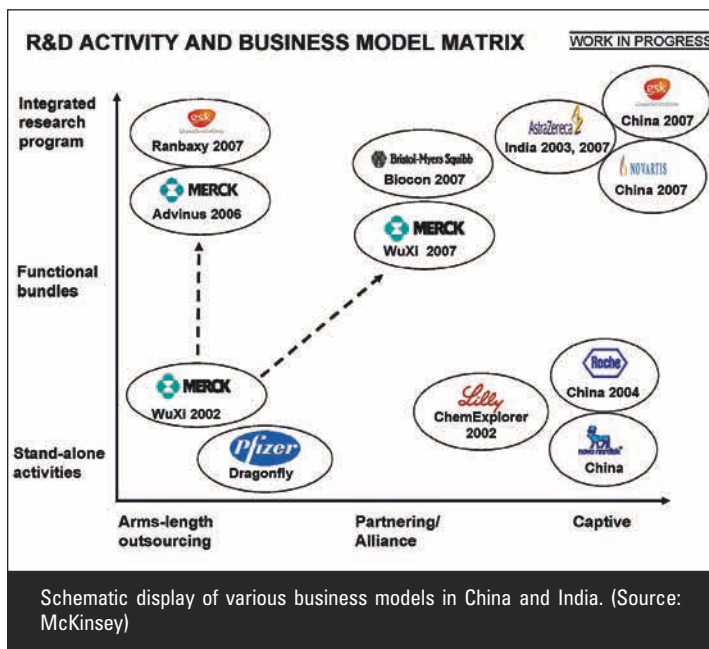 R&D ACTIVITY AND BUSINESS MODEL MATRIX
WORK IN PROGRESS
Integrated
research
program
Functional
bundles
Stand-alone
activities
gsk
Ranbaxy 2007
MERCK
Advinus 2006
Bristol-Myers Squibb
Biocon 2007
MERCK
WuXi 2007
AstraZeneca
India 2003, 2007
gsk
GlaxoSmithKline
China 2007
NOVARTIS
China 2007
MERCK
WuXi 2002
Pfizer
Dragonfly
Lilly
ChemExplorer
2002
Roche
China 2004
novo nordisk
China
Arms-length
outsourcing
Partnering/
Alliance
Captive
Schematic display of various business models in China and India. (Source:
McKinsey)